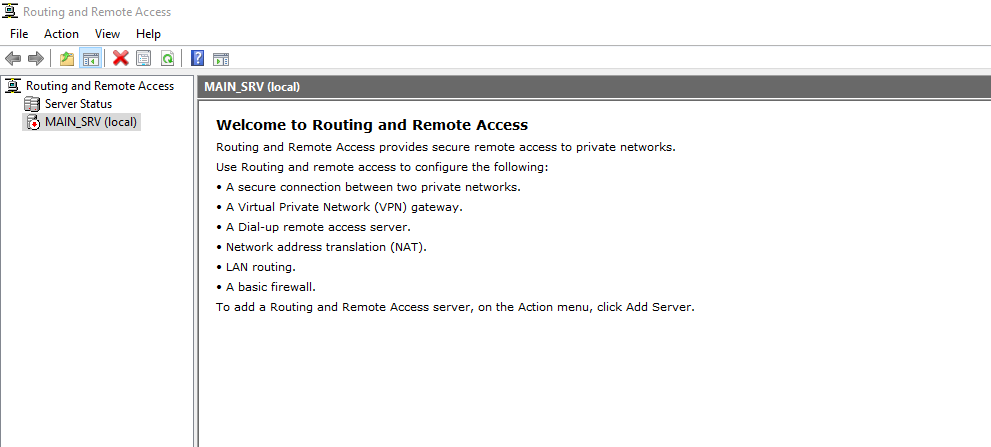 Routing and Remote Access
File Action View Help
Routing and Remote Access
Server Status
MAIN_SRV (local)
MAIN_SRV (local)
Welcome to Routing and Remote Access
Routing and Remote Access provides secure remote access to private networks.
Use Routing and remote access to configure the following:
• A secure connection between two private networks.
• A Virtual Private Network (VPN) gateway.
• A Dial-up remote access server.
• Network address translation (NAT).
• LAN routing.
• A basic firewall.
To add a Routing and Remote Access server, on the Action menu, click Add Server.